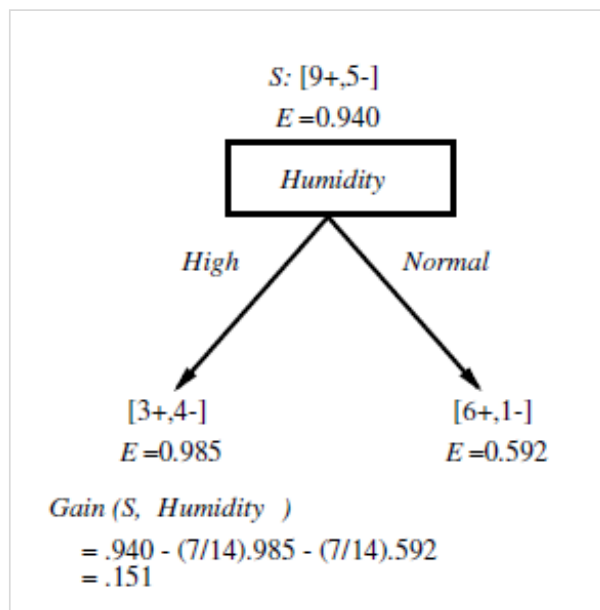 S: [9+,5-]
E =0.940
Humidity
High
Normal
[3+,4-]
[6+,1-]
E =0.985
E =0.592
Gain (S, Humidity )
= .940 - (7/14).985 - (7/14).592
= .151